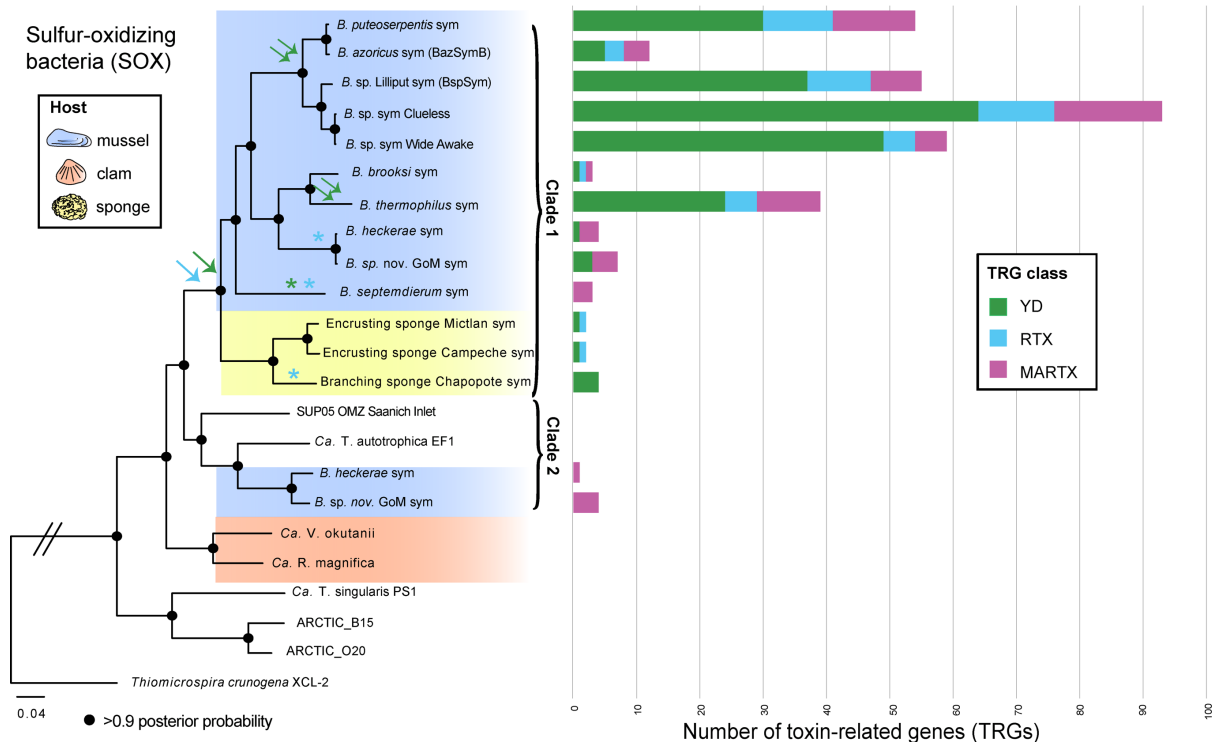 Sulfur-oxidizing
bacteria (SOX)
Host
mussel
clam
sponge
B. puteoserpentis sym
B. azoricus sym (BazSymB)
B. sp. Lilliput sym (BspSym)
B. sp. sym Clueless
B. sp. sym Wide Awake
B. brooksi sym
B. thermophilus sym
B. heckerae sym
B. sp. nov. GoM sym
B. septemdierum sym
Encrusting sponge Mictlan sym
Encrusting sponge Campeche sym
Branching sponge Chapopote sym
SUP05 OMZ Saanich Inlet
Ca. T. autotrophica EF1
B. heckerae sym
B. sp. nov. GoM sym
Ca. V. okutanii
Ca. R. magnifica
Ca. T. singularis PS1
ARCTIC_B15
ARCTIC_O20
Thiomicrospira crunogena XCL-2
Clade 1
Clade 2
* * * *
0.04
>0.9 posterior probability
TRG class
YD
RTX
MARTX
0 10 20 30 40 50 60 70 80 90 100
Number of toxin-related genes (TRGs)